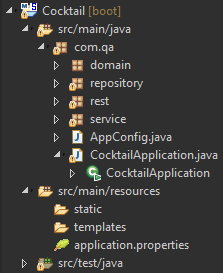 Cocktail [boot]
src/main/java
com.qa
domain
repository
rest
service
AppConfig.java
CocktailApplication.java
CocktailApplication
src/main/resources
static
templates
application.properties
src/test/java